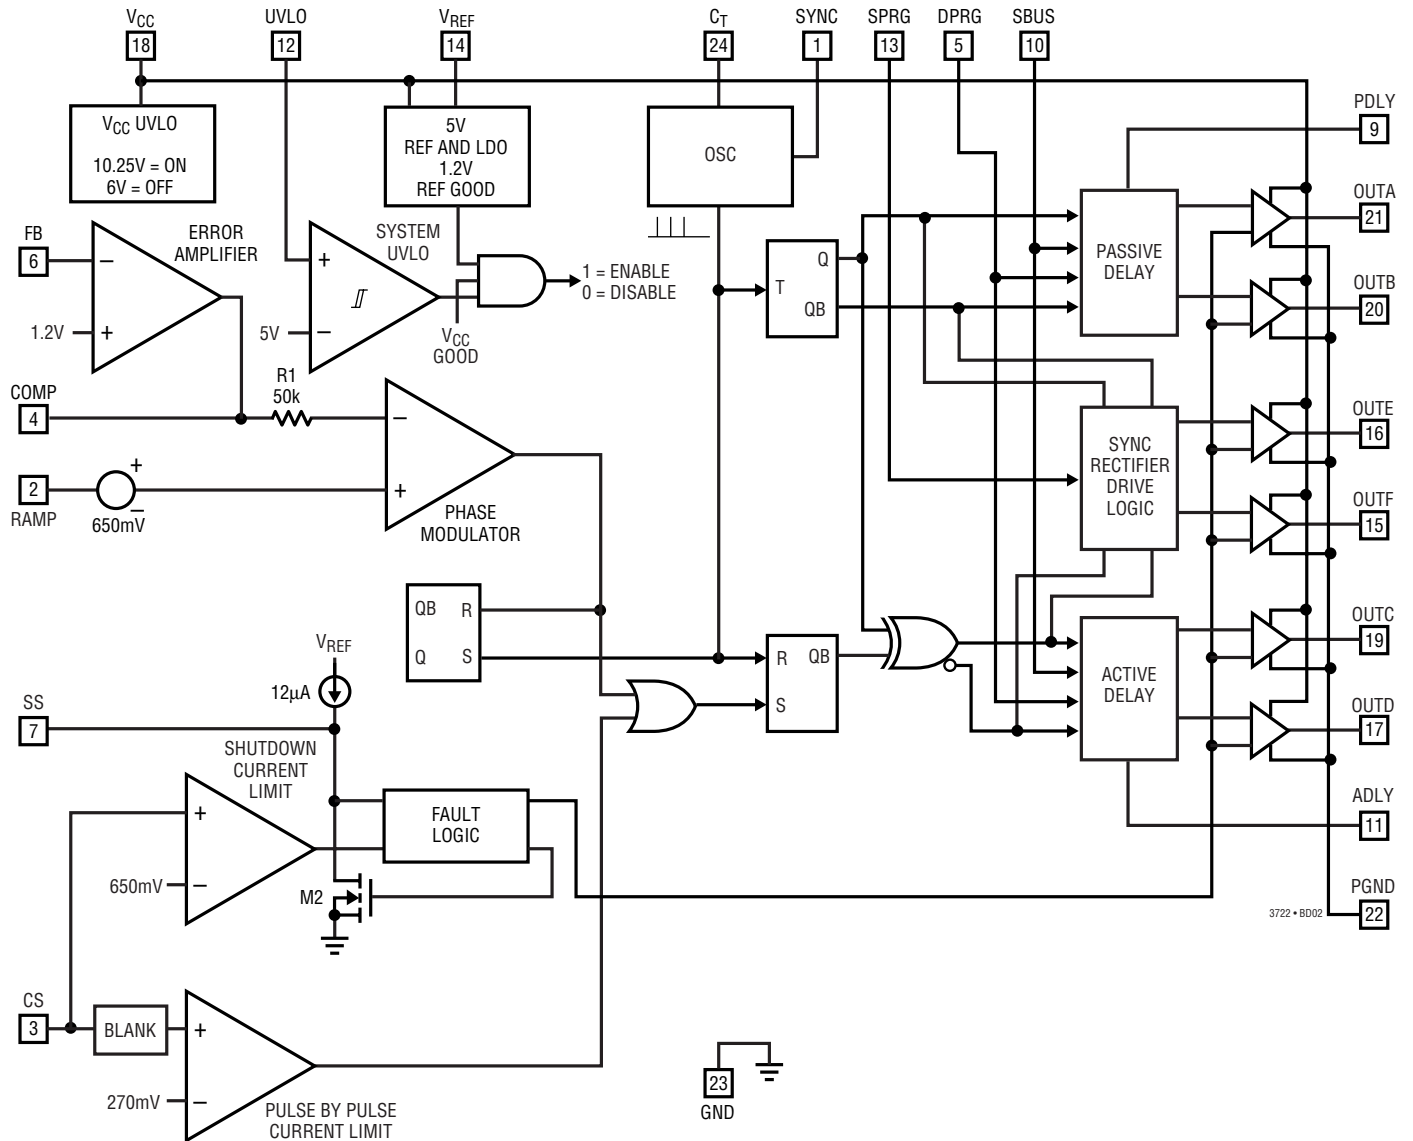 VCC
18
UVLO
12
VREF
14
CT
24
SYNC
1
SPRG
13
DPRG
5
SBUS
10
VCC UVLO
10.25V = ON
6V = OFF
5V
REF AND LDO
1.2V
REF GOOD
OSC
PDLY
9
FB
6
−
+
1.2V
ERROR
AMPLIFIER
SYSTEM
UVLO
+
−
5V
VCC
GOOD
1 = ENABLE
0 = DISABLE
T
Q
QB
PASSIVE
DELAY
OUTA
21
OUTB
20
COMP
4
R1
50k
−
+
PHASE
MODULATOR
2
RAMP
+
−
650mV
SYNC
RECTIFIER
DRIVE
LOGIC
OUTE
16
OUTF
15
QB
R
Q
S
R
QB
S
ACTIVE
DELAY
OUTC
19
OUTD
17
VREF
12µA
SS
7
SHUTDOWN
CURRENT
LIMIT
+
−
650mV
FAULT
LOGIC
M2
ADLY
11
PGND
22
3722 • BD02
CS
3
BLANK
+
−
270mV
PULSE BY PULSE
CURRENT LIMIT
23
GND